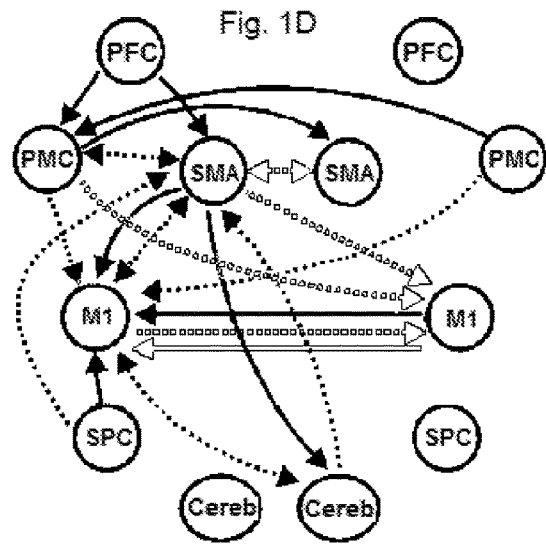 Fig. 1D
PFC PFC
PMC SMA SMA PMC
M1 M1
SPC SPC
Cereb Cereb